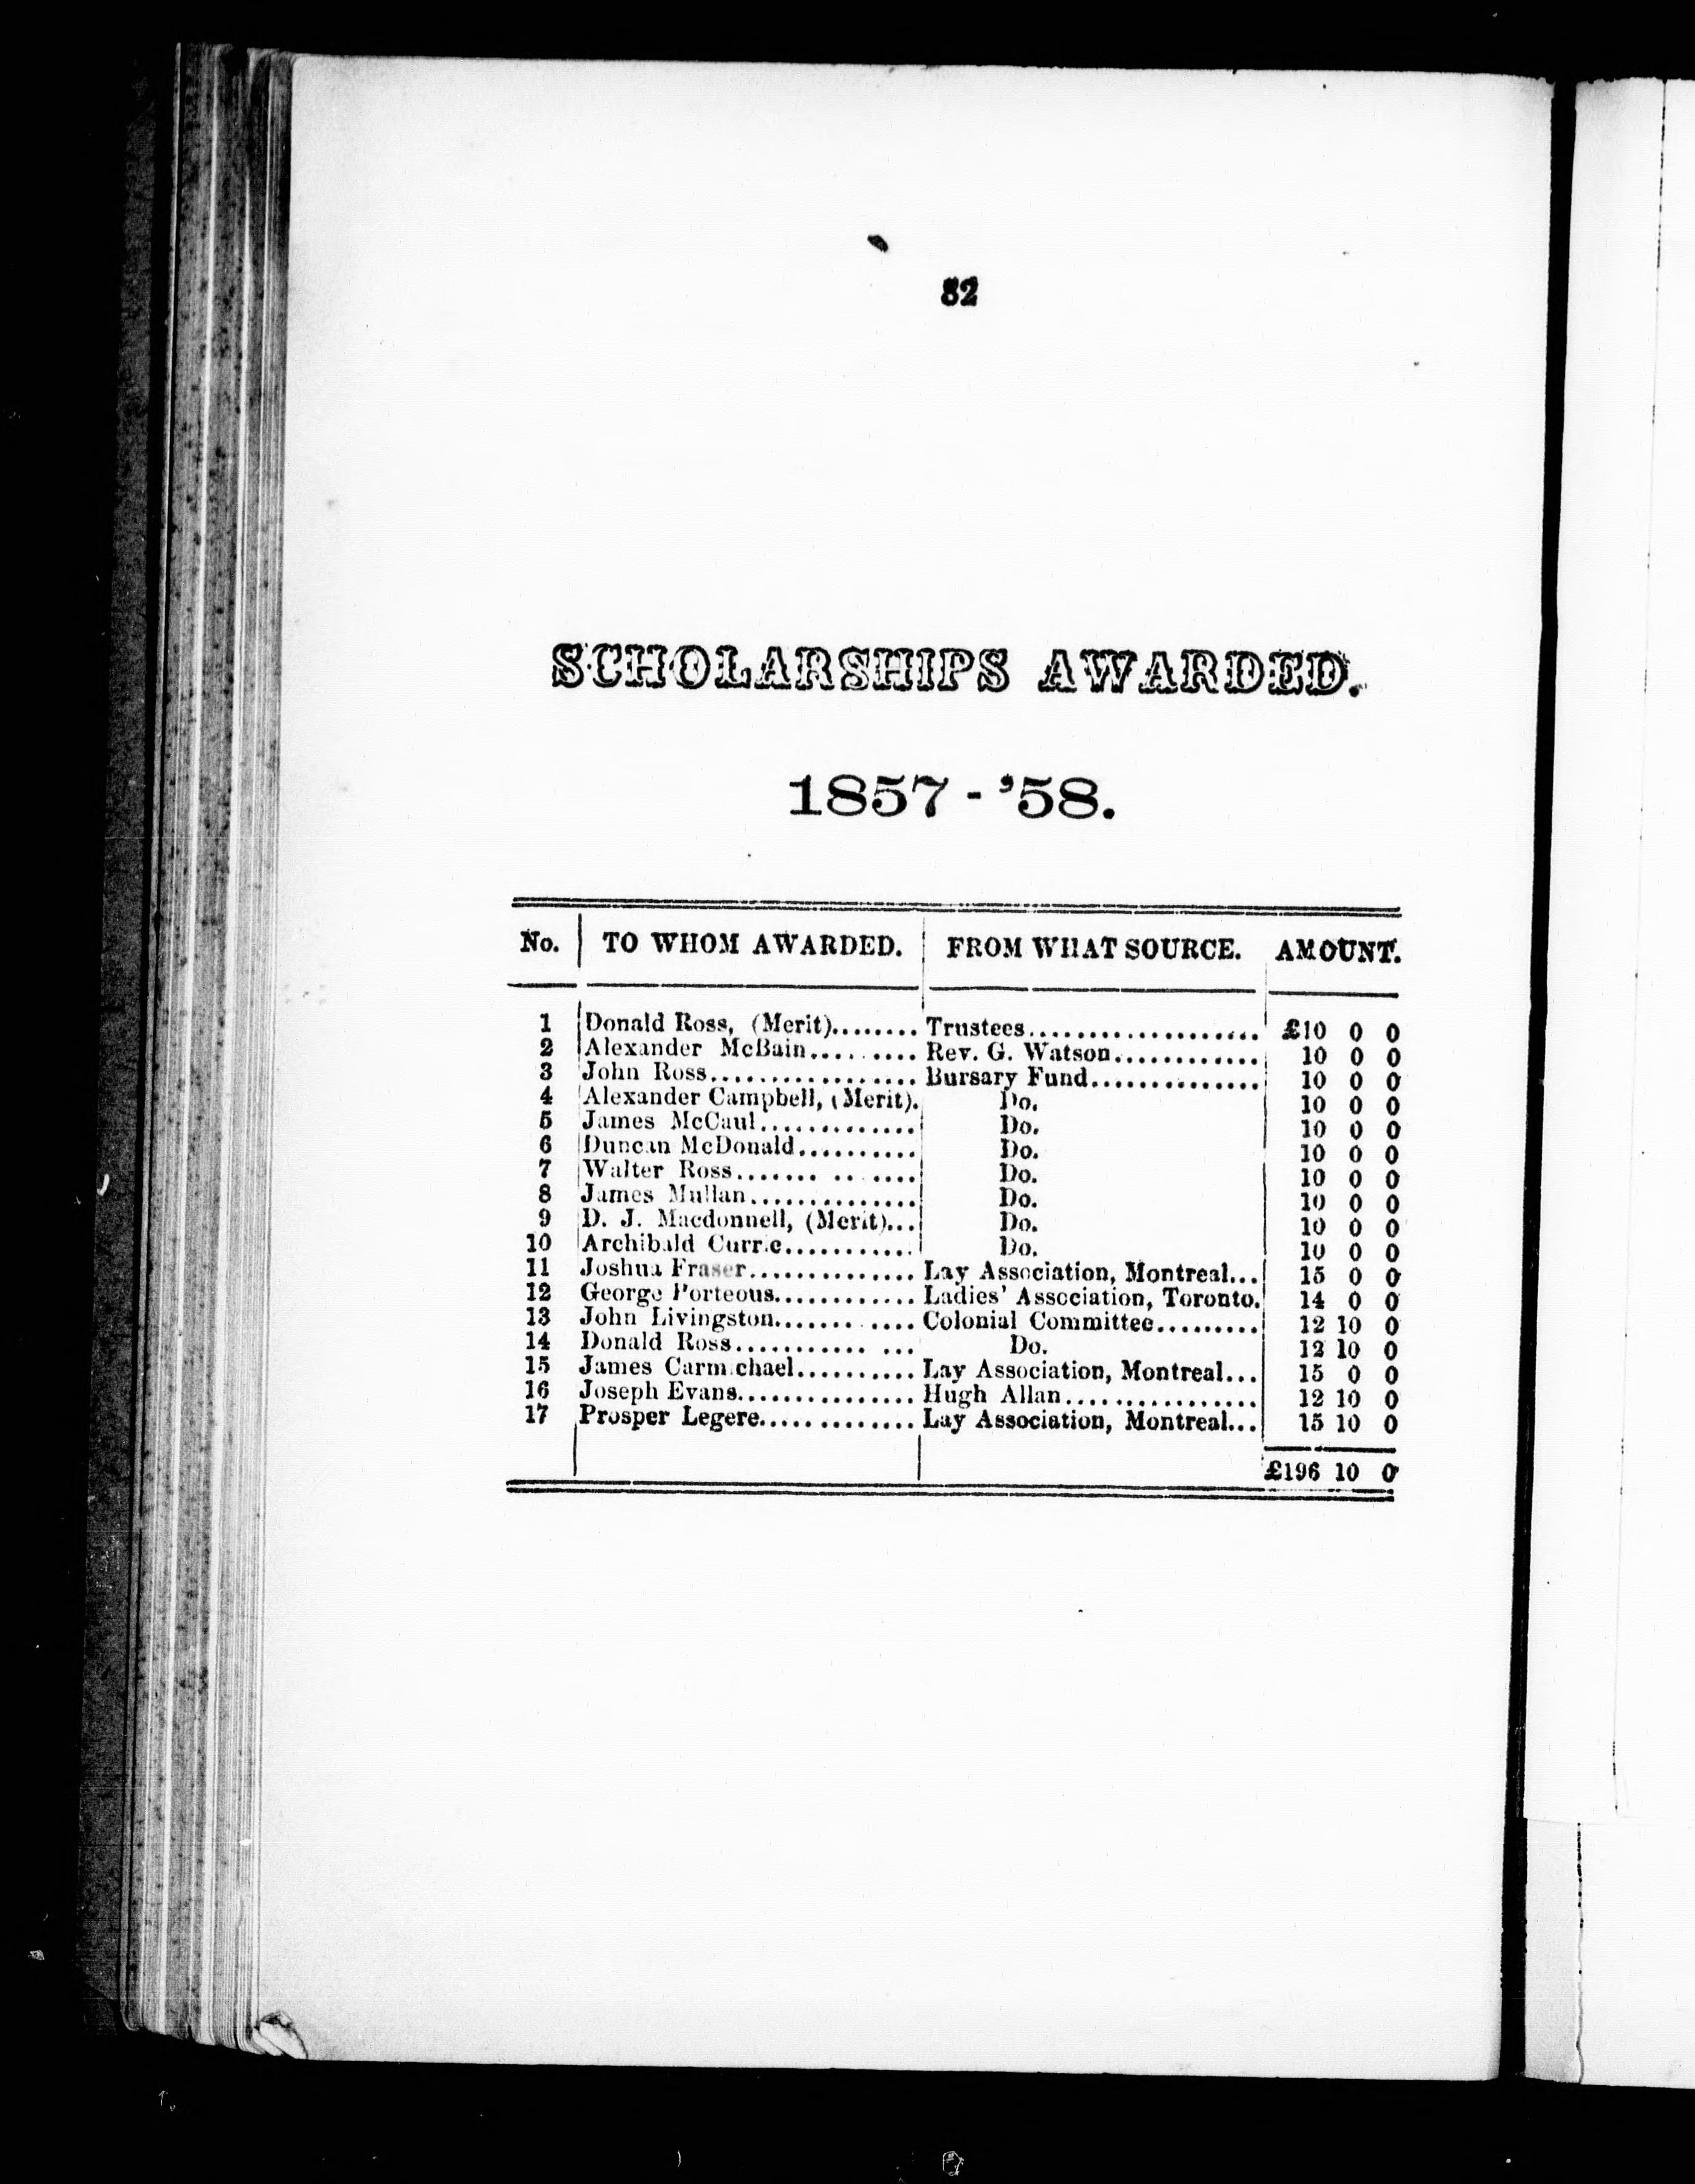 82
SCHOLARSHIPS AWARDED.
1857-'58.
No. TO WHOM AWARDED. FROM WHAT SOURCE. AMOUNT.
1 Donald Ross, (Merit)........ Trustees.................... £10 0 0
2 Alexander McBain......... Rev. G. Watson............ 10 0 0
3 John Ross................. Bursary Fund.............. 10 0 0
4 Alexander Campbell, (Merit). Do. 10 0 0
5 James McCaul............. Do. 10 0 0
6 Duncan McDonald.......... Do. 10 0 0
7 Walter Ross............... Do. 10 0 0
8 James Mullan.............. Do. 10 0 0
9 D. J. Macdonnell, (Merit)... Do. 10 0 0
10 Archibald Currie........... Do. 10 0 0
11 Joshua Fraser.............. Lay Association, Montreal... 15 0 0
12 George Porteous............ Ladies' Association, Toronto. 14 0 0
13 John Livingston............ Colonial Committee......... 12 10 0
14 Donald Ross.............. Do. 12 10 0
15 James Carmichael.......... Lay Association, Montreal... 15 0 0
16 Joseph Evans............... Hugh Allan................ 12 10 0
17 Prosper Legere............. Lay Association, Montreal... 15 10 0
£196 10 0